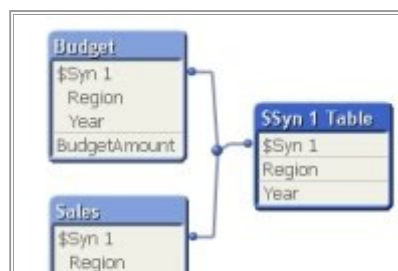 Budget
$Syn 1
Region
Year
BudgetAmount
$Syn 1 Table
$Syn 1
Region
Year
Sales
$Syn 1
Region